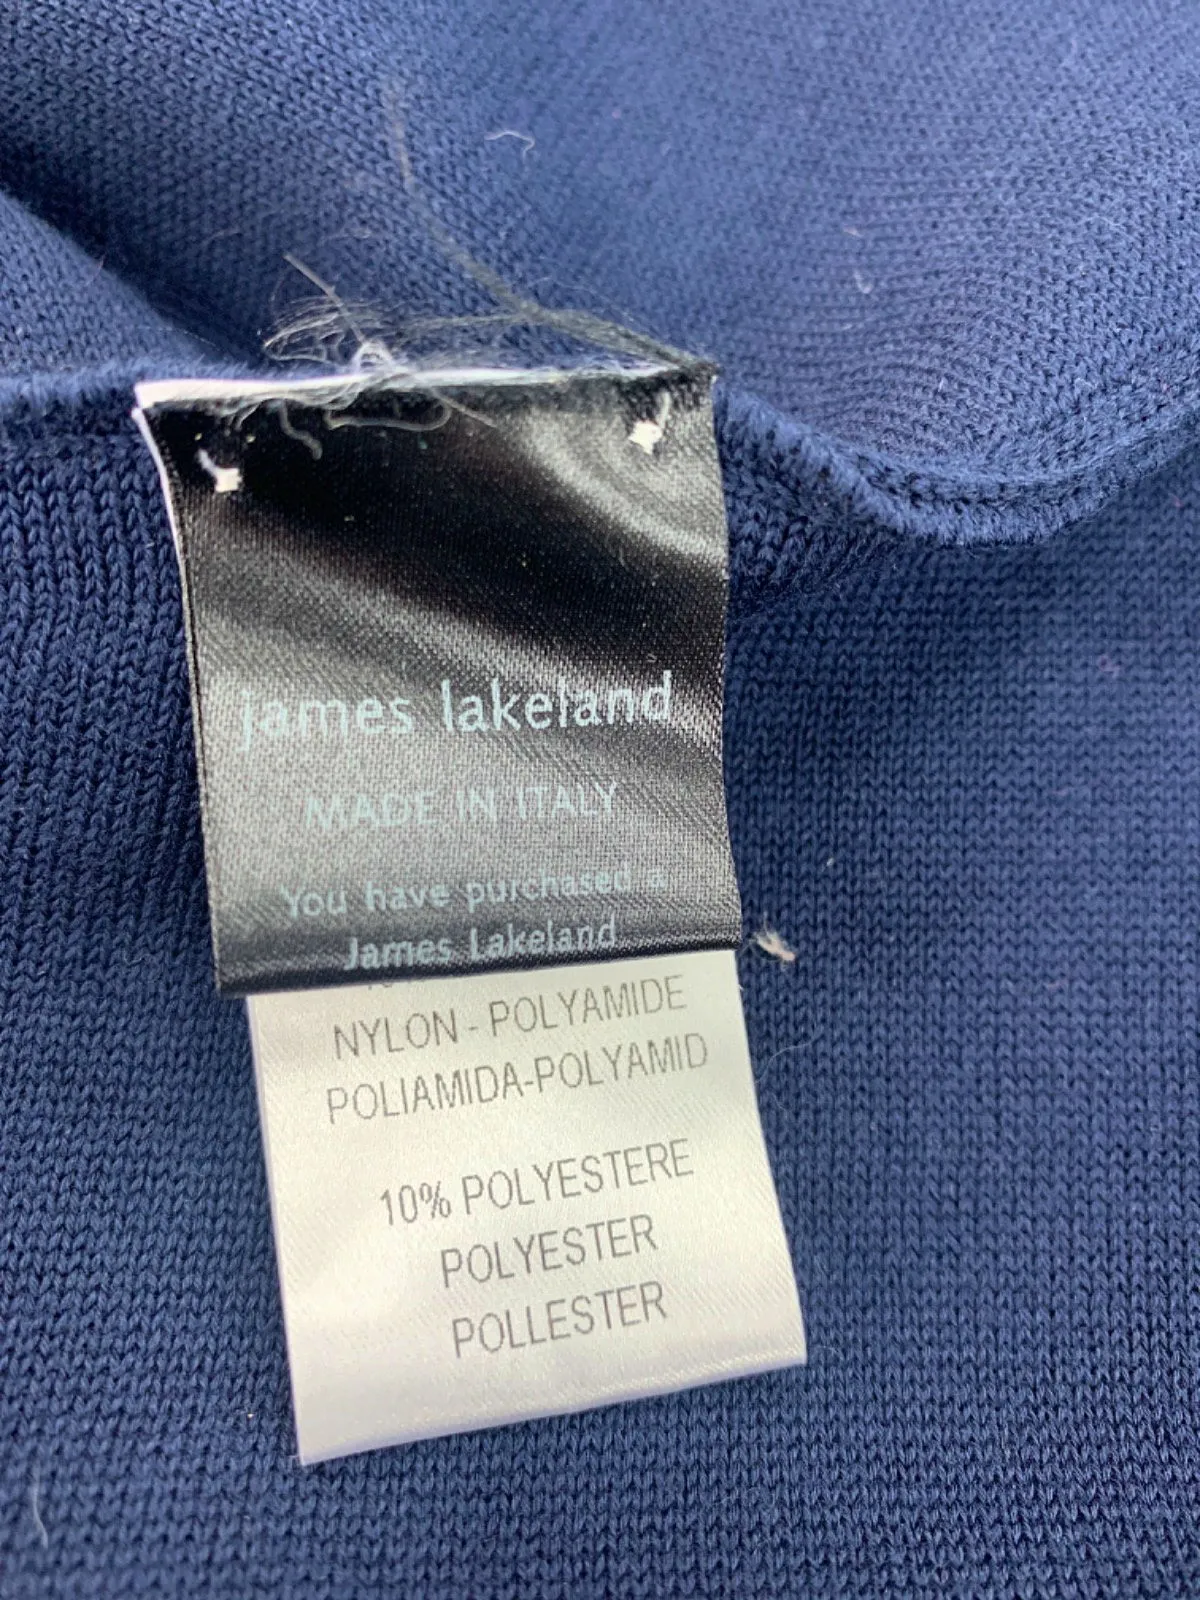 james lakeland
MADE IN ITALY
You have purchased a
James Lakeland
NYLON - POLYAMIDE
POLIAMIDA-POLYAMID
10% POLYESTERE
POLYESTER
POLLESTER